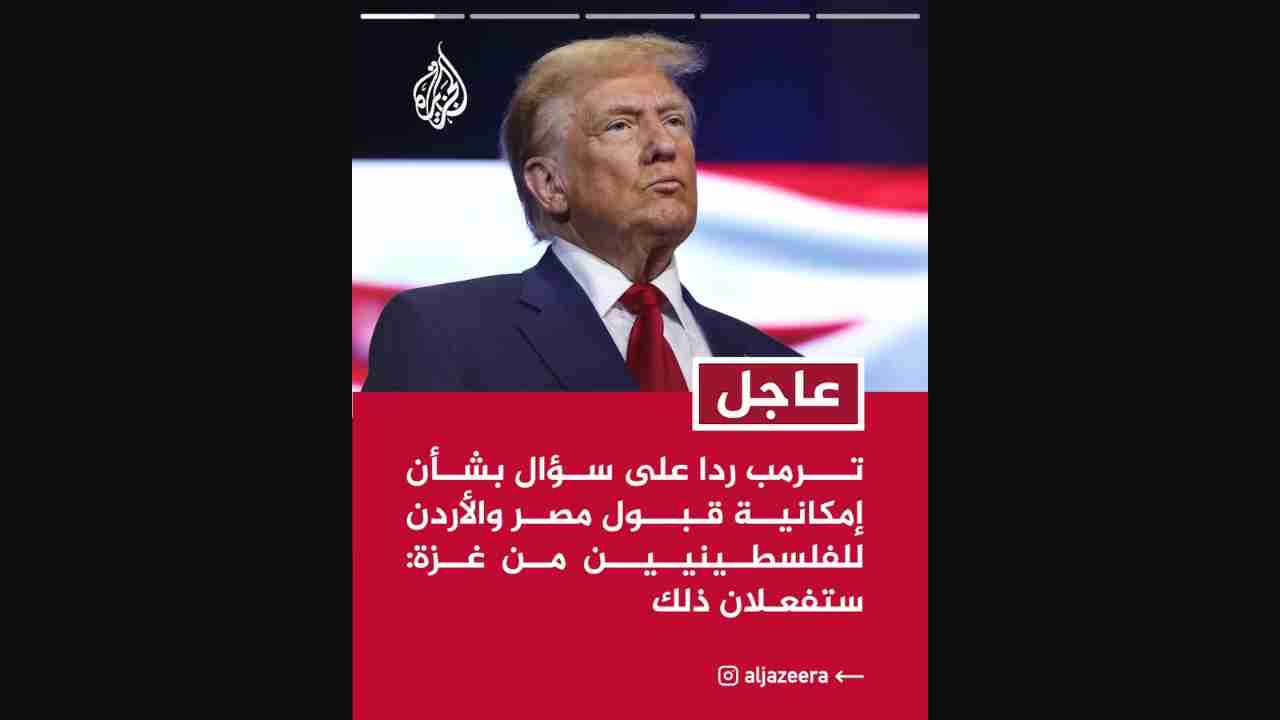 الجزيرة
عاجل
ترمب ردا على سؤال بشأن
إمكانية قبول مصر والأردن
للفلسطينيين من غزة:
ستفعلان ذلك
aljazeera